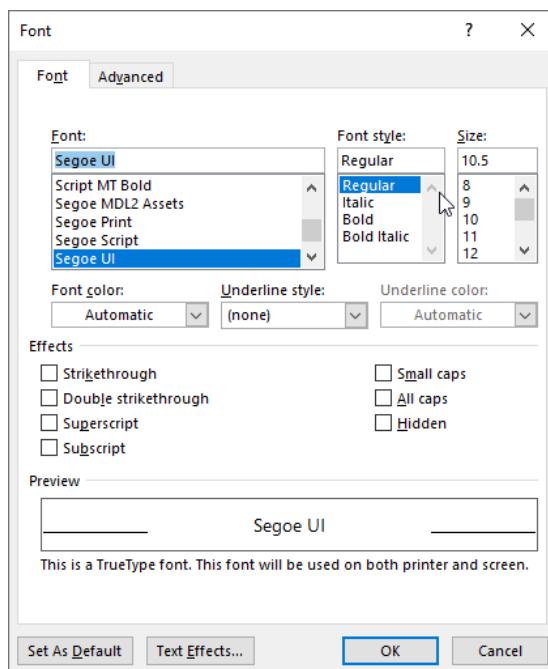 Font ?
Font Advanced
Font: Font style: Size:
Segoe UI Regular 10.5
Script MT Bold Regular 8
Segoe MDL2 Assets Italic 9
Segoe Print Bold 10
Segoe Script Bold Italic 11
Segoe UI 12
Font color: Underline style: Underline color:
Automatic (none) Automatic
Effects
Strikethrough Small caps
Double strikethrough All caps
Superscript Hidden
Subscript
Preview
Segoe UI
This is a TrueType font. This font will be used on both printer and screen.
Set As Default Text Effects... OK Cancel